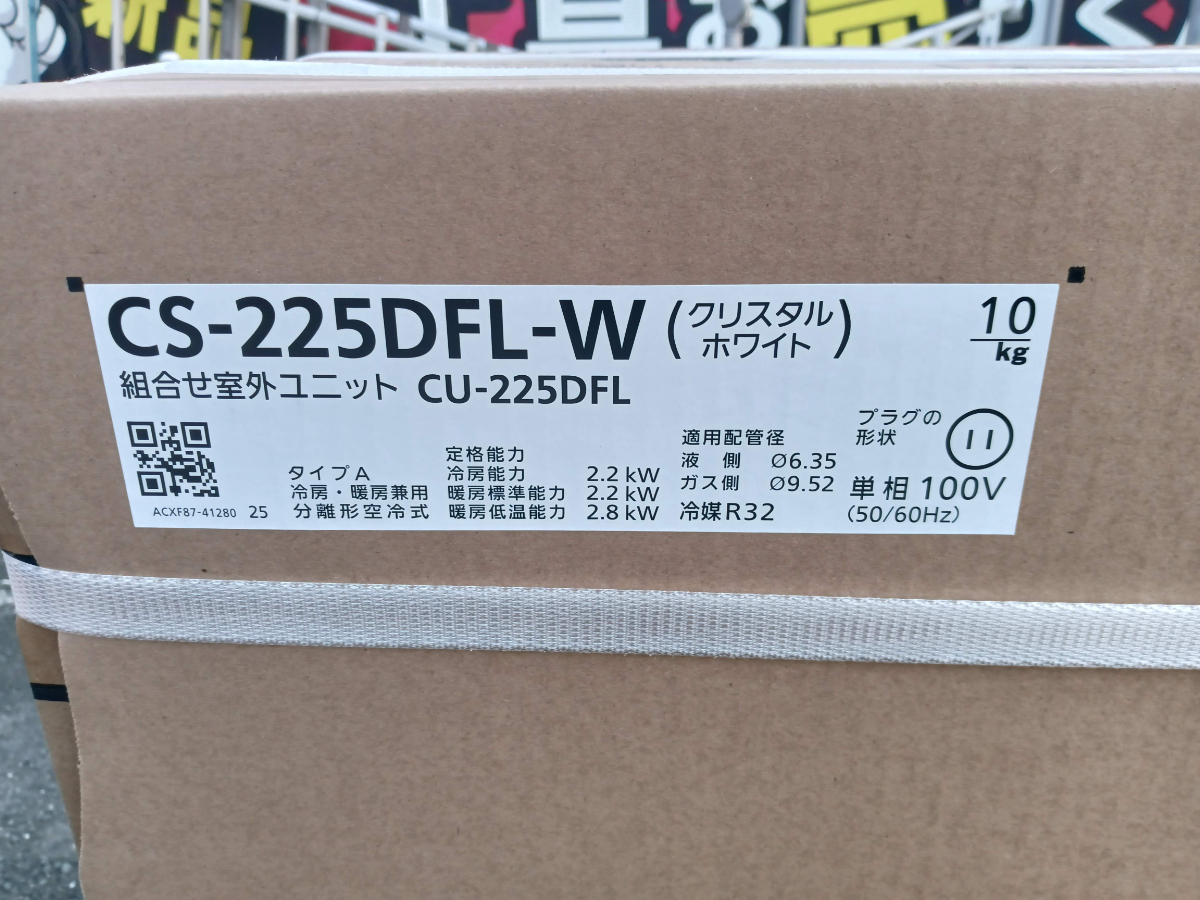 新品
CS-225DFL-W (クリスタルホワイト)
10
kg
組合せ室外ユニット CU-225DFL
ACXF87-41280 25
タイプA
冷房・暖房兼用
分離形空冷式
定格能力
冷房能力 2.2 kW
暖房標準能力 2.2 kW
暖房低温能力 2.8 kW
適用配管径
液側 Ø6.35
ガス側 Ø9.52
冷媒R32
プラグの
形状
単相 100V
(50/60Hz)